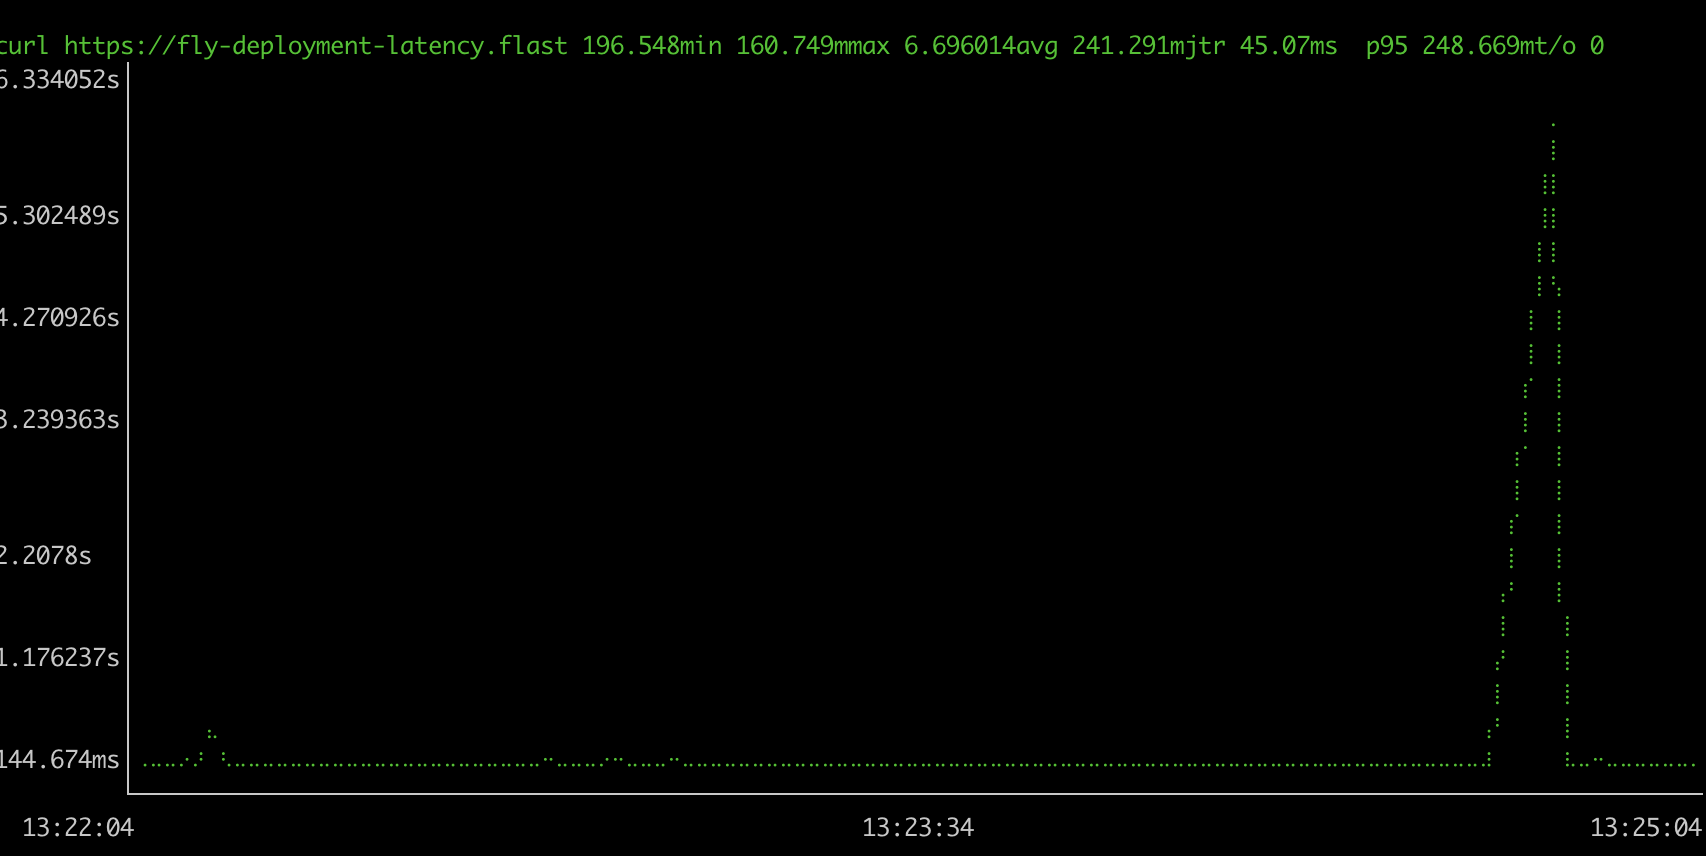 curl https://fly-deployment-latency.flast 196.548min 160.749mmax 6.696014avg 241.291mjtr 45.07ms  p95 248.669mt/o 0
6.334052s
5.302489s
4.270926s
3.239363s
2.2078s
1.176237s
144.674ms
13:22:04 13:23:34 13:25:04